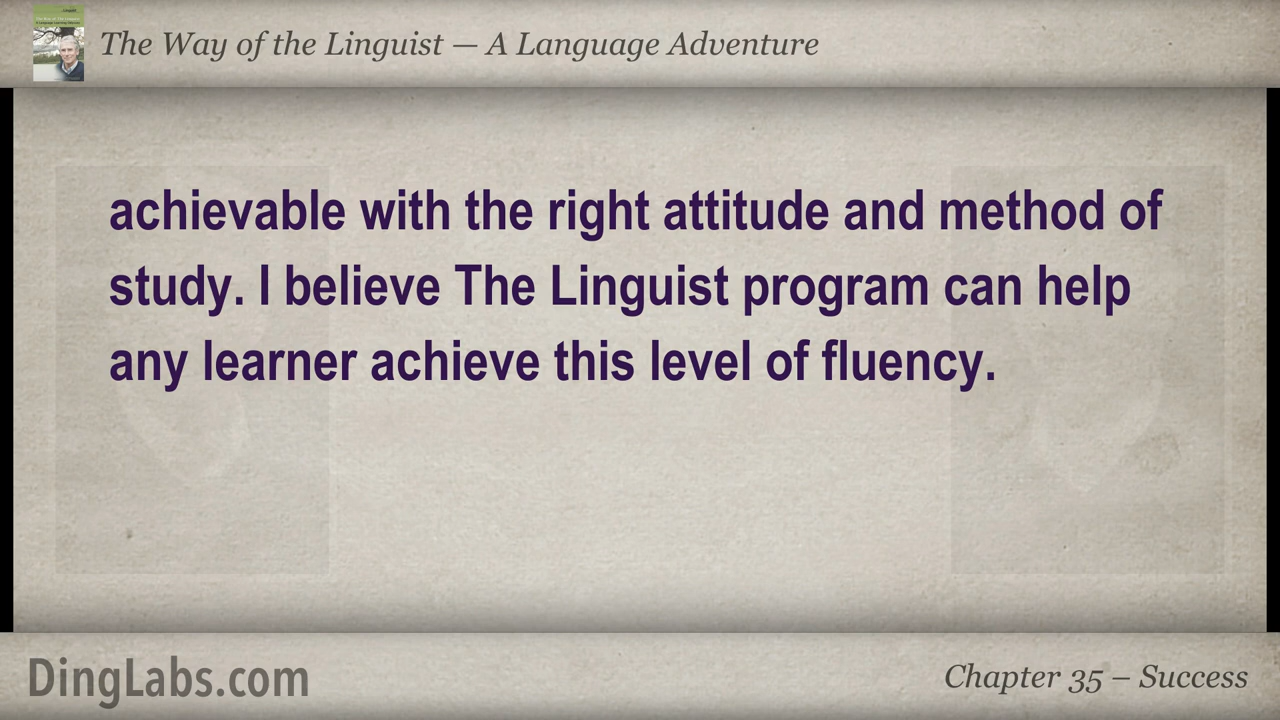 The Way of the Linguist — A Language Adventure
achievable with the right attitude and method of
study. I believe The Linguist program can help
any learner achieve this level of fluency.
DingLabs.com
Chapter 35 – Success